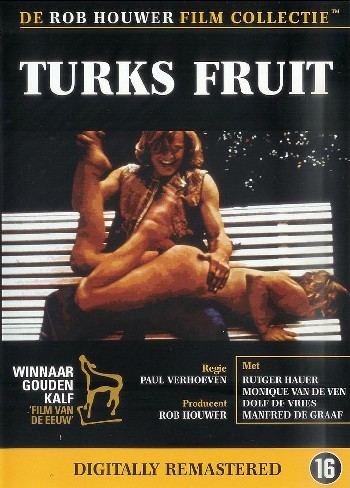 DE ROB HOUWER FILM COLLECTIE™
TURKS FRUIT
WINNAAR
GOUDEN
KALF
'FILM VAN
DE EEUW'
Regie
PAUL VERHOEVEN
Producent
ROB HOUWER
Met
RUTGER HAUER
MONIQUE VAN DE VEN
DOLF DE VRIES
MANFRED DE GRAAF
DIGITALLY REMASTERED
16